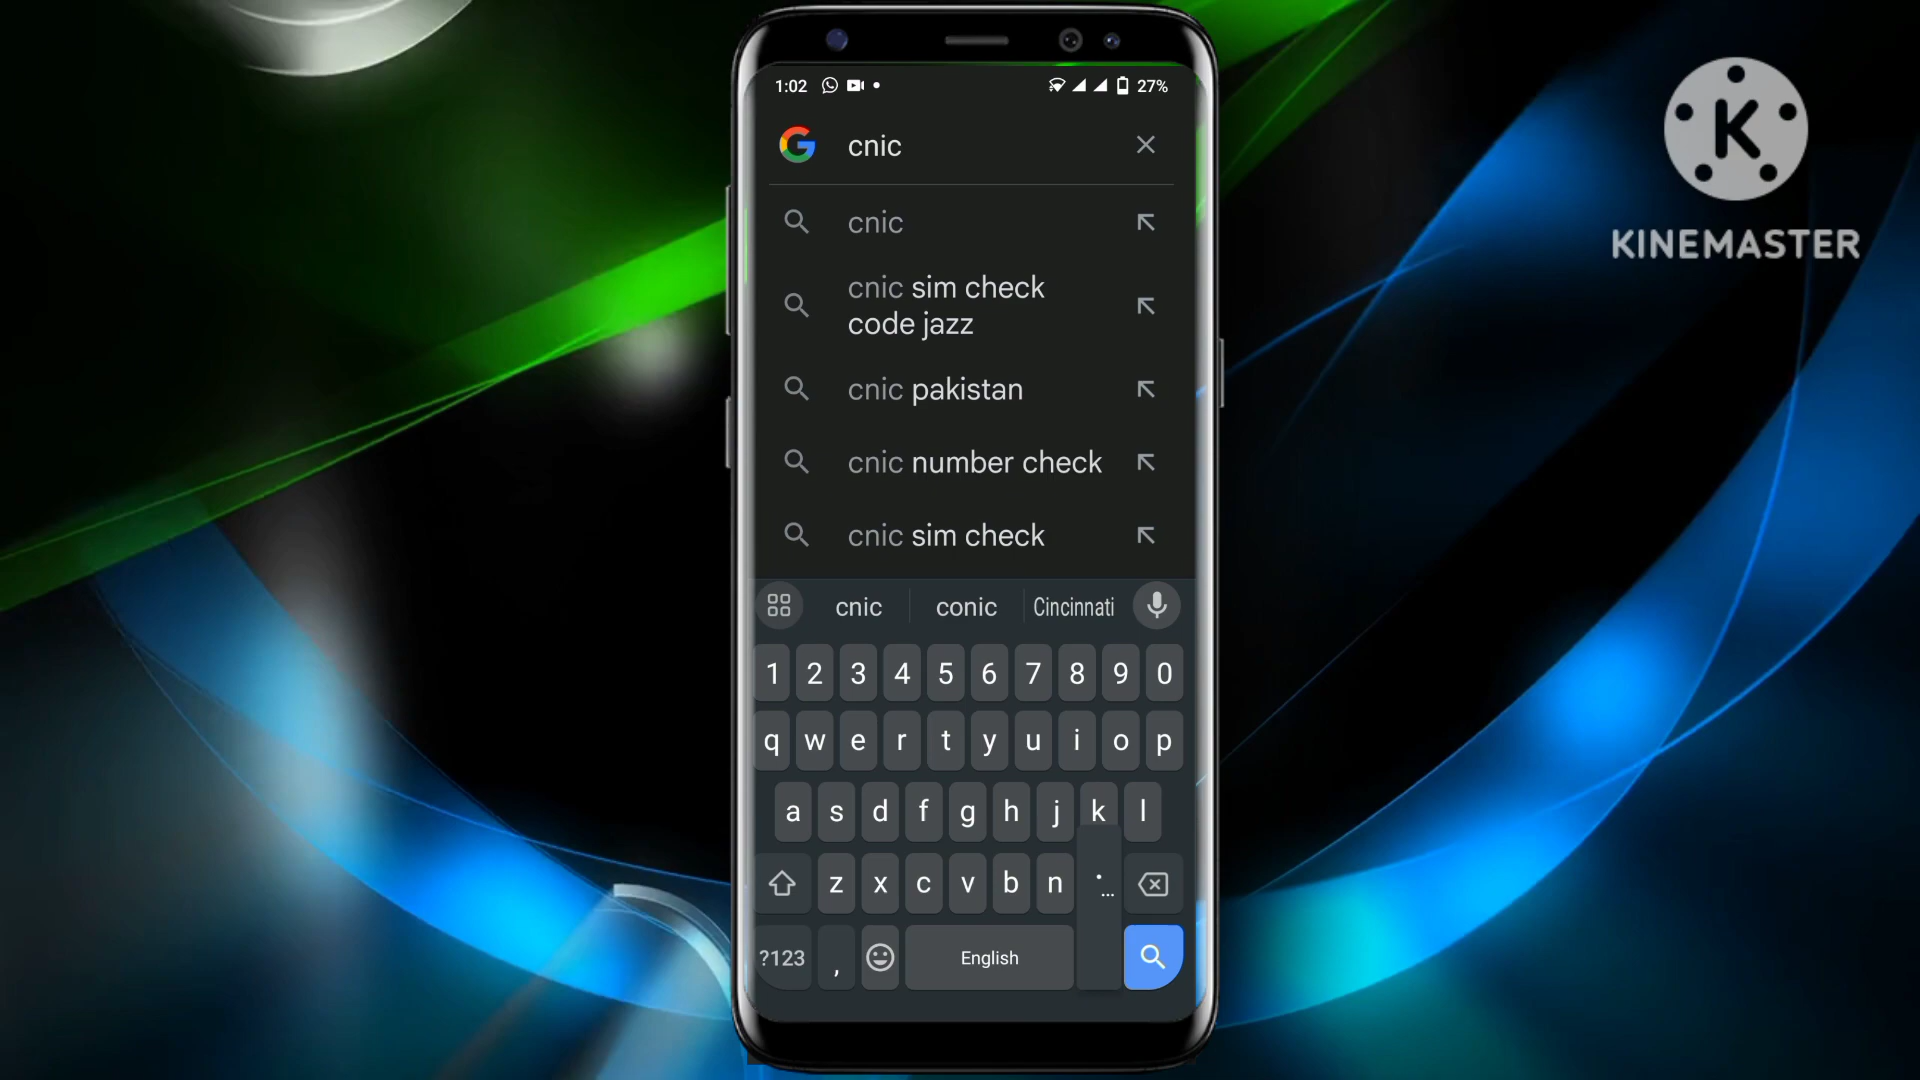 1:02
27%
cnic
cnic
cnic sim check
code jazz
cnic pakistan
cnic number check
cnic sim check
cnic conic Cincinnati
1 2 3 4 5 6 7 8 9 0
q w e r t y u i o p
a s d f g h j k l
z x c v b n
?123 , English
K
KINEMASTER